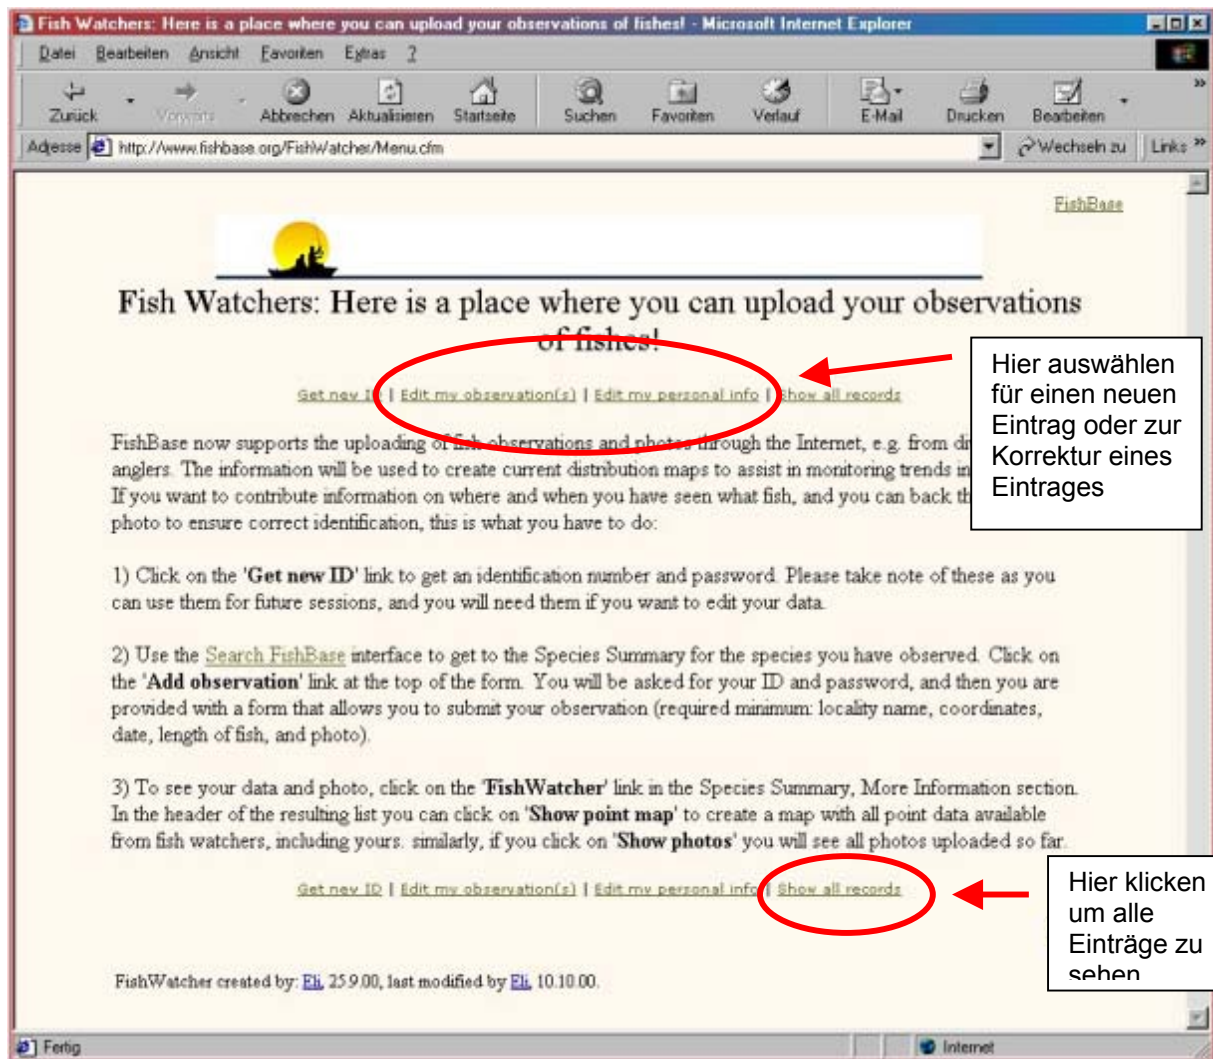 Fish Watchers: Here is a place where you can upload your observations of fishes! - Microsoft Internet Explorer
Datei Bearbeiten Ansicht Favoriten Extras ?
Zurück Vorwärts Abbrechen Aktualisieren Startseite Suchen Favoriten Verlauf E-Mail Drucken Bearbeiten »
Adresse http://www.fishbase.org/FishWatcher/Menu.cfm Wechseln zu Links »
FishBase
Fish Watchers: Here is a place where you can upload your observations
of fishes!
Get new ID | Edit my observation(s) | Edit my personal info | Show all records
Hier auswählen
für einen neuen
Eintrag oder zur
Korrektur eines
Eintrages
FishBase now supports the uploading of fish observations and photos through the Internet, e.g. from di
anglers. The information will be used to create current distribution maps to assist in monitoring trends in
If you want to contribute information on where and when you have seen what fish, and you can back th
photo to ensure correct identification, this is what you have to do:
1) Click on the 'Get new ID' link to get an identification number and password. Please take note of these as you
can use them for future sessions, and you will need them if you want to edit your data.
2) Use the Search FishBase interface to get to the Species Summary for the species you have observed. Click on
the 'Add observation' link at the top of the form. You will be asked for your ID and password, and then you are
provided with a form that allows you to submit your observation (required minimum: locality name, coordinates,
date, length of fish, and photo).
3) To see your data and photo, click on the 'FishWatcher' link in the Species Summary, More Information section.
In the header of the resulting list you can click on 'Show point map' to create a map with all point data available
from fish watchers, including yours. similarly, if you click on 'Show photos' you will see all photos uploaded so far.
Get new ID | Edit my observation(s) | Edit my personal info | Show all records
Hier klicken
um alle
Einträge zu
sehen
FishWatcher created by: Eli, 25.9.00, last modified by Eli, 10.10.00.
Fertig Internet